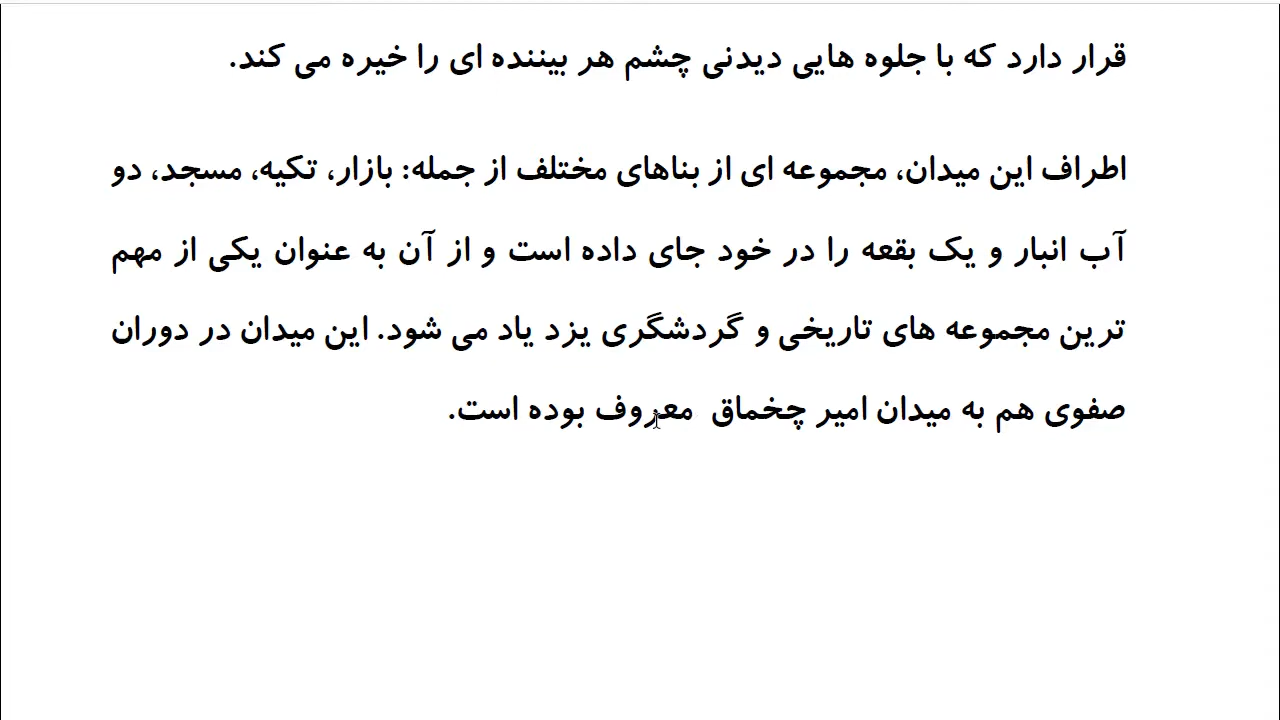 قرار دارد که با جلوه هایی دیدنی چشم هر بیننده ای را خیره می کند.
اطراف این میدان، مجموعه ای از بناهای مختلف از جمله: بازار، تکیه، مسجد، دو
آب انبار و یک بقعه را در خود جای داده است و از آن به عنوان یکی از مهم
ترین مجموعه های تاریخی و گردشگری یزد یاد می شود. این میدان در دوران
صفوی هم به میدان امیر چخماق  معروف بوده است.